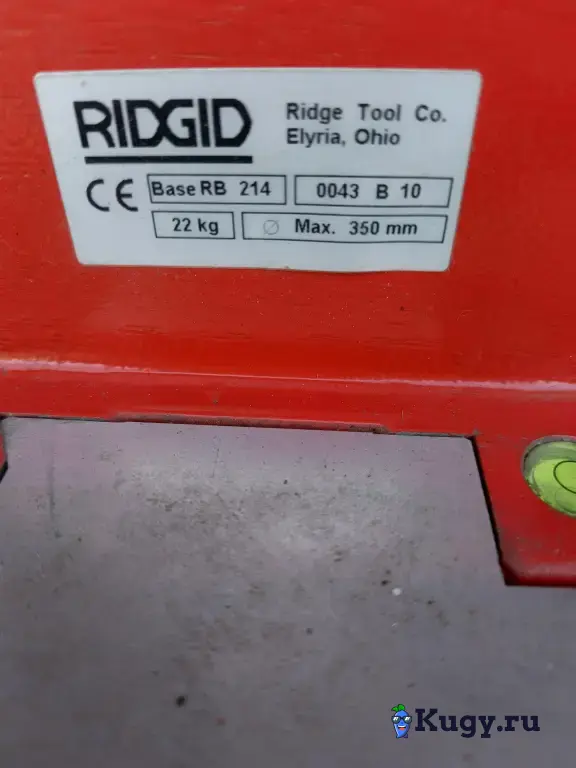 RIDGID
Ridge Tool Co.
Elyria, Ohio
CE
Base RB 214
0043 B 10
22 kg
∅ Max. 350 mm
Kugy.ru